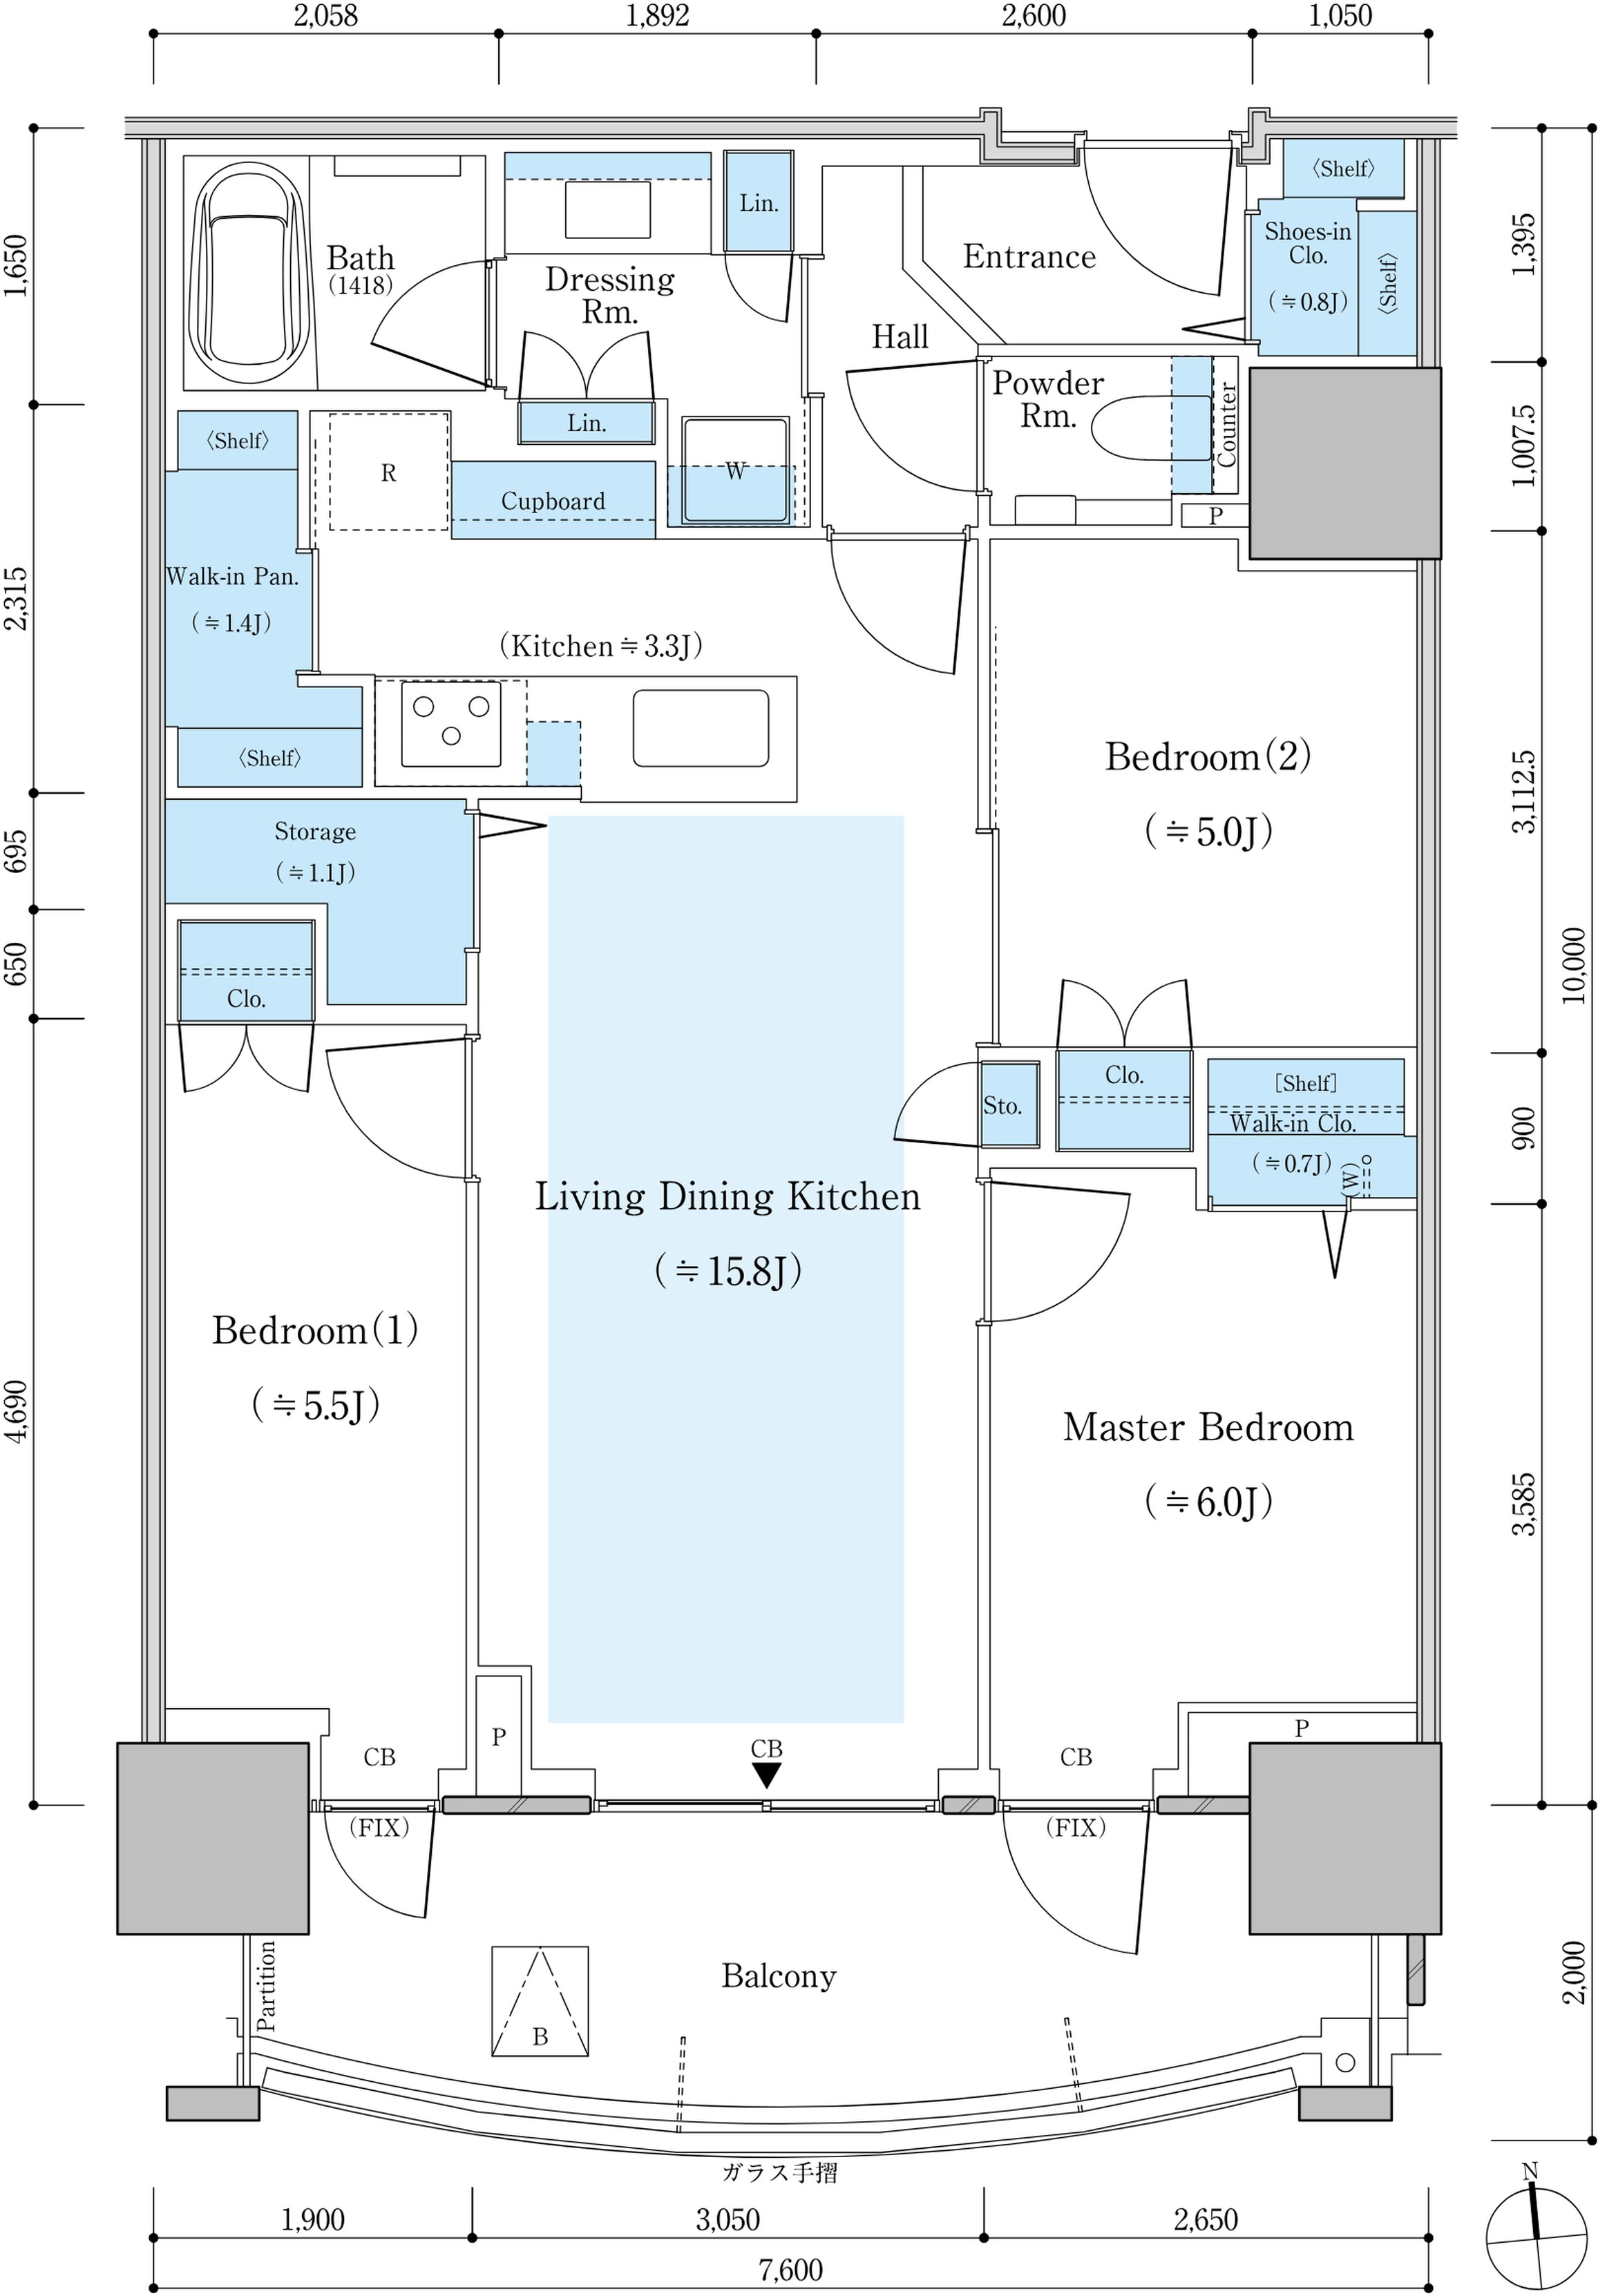 2,058
1,892
2,600
1,050
1,650
2,315
695
650
4,690
1,395
1,007.5
3,112.5
900
3,585
10,000
2,000
Bath
(1418)
Dressing
Rm.
Lin.
Lin.
Entrance
Hall
〈Shelf〉
Shoes-in
Clo.
(≒0.8J)
〈Shelf〉
Powder
Rm.
Counter
P
〈Shelf〉
R
Cupboard
W
Walk-in Pan.
(≒1.4J)
(Kitchen≒3.3J)
〈Shelf〉
Storage
(≒1.1J)
Clo.
Bedroom(2)
(≒5.0J)
Sto.
Clo.
[Shelf]
Walk-in Clo.
(≒0.7J)
(W)
Living Dining Kitchen
(≒15.8J)
Bedroom(1)
(≒5.5J)
Master Bedroom
(≒6.0J)
P
P
CB
CB
CB
(FIX)
(FIX)
Partition
B
Balcony
ガラス手摺
N
1,900
3,050
2,650
7,600